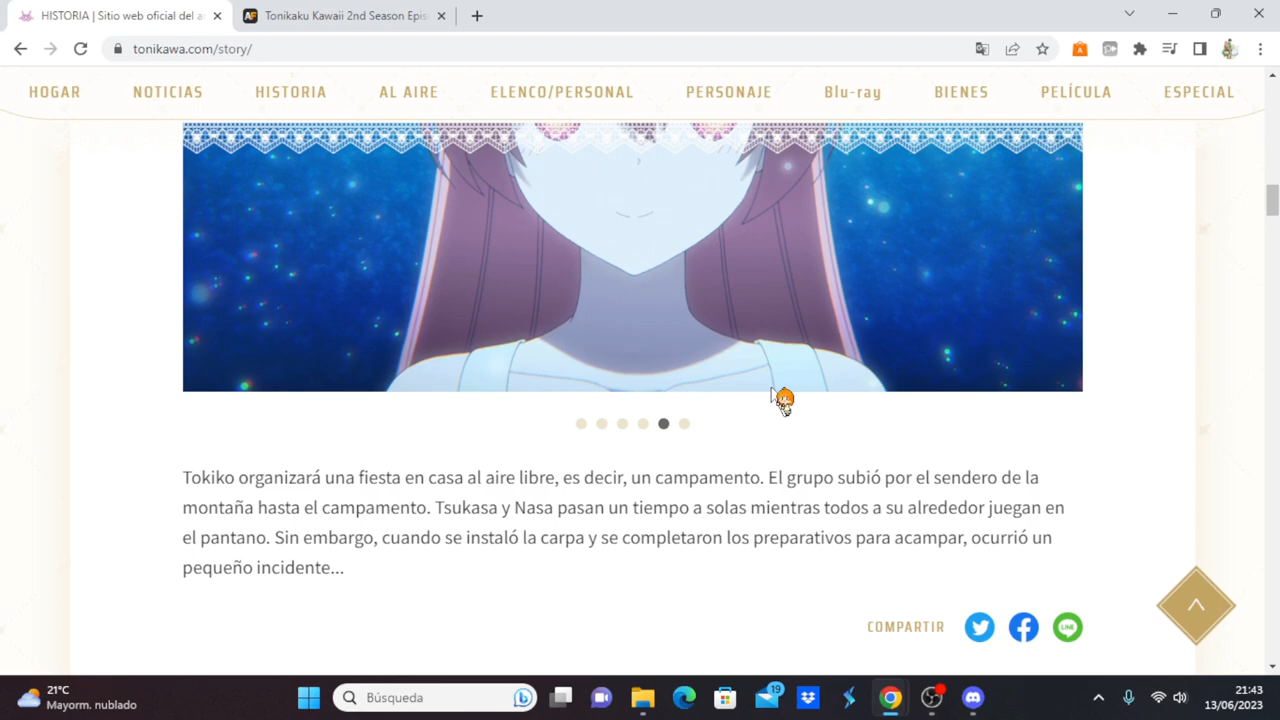 HISTORIA | Sitio web oficial del a
Tonikaku Kawaii 2nd Season Epis
tonikawa.com/story/
HOGAR NOTICIAS HISTORIA AL AIRE ELENCO/PERSONAL PERSONAJE Blu-ray BIENES PELÍCULA ESPECIAL
Tokiko organizará una fiesta en casa al aire libre, es decir, un campamento. El grupo subió por el sendero de la
montaña hasta el campamento. Tsukasa y Nasa pasan un tiempo a solas mientras todos a su alrededor juegan en
el pantano. Sin embargo, cuando se instaló la carpa y se completaron los preparativos para acampar, ocurrió un
pequeño incidente...
COMPARTIR
LINE
21°C
Mayorm. nublado
Búsqueda
19
21:43
13/06/2023